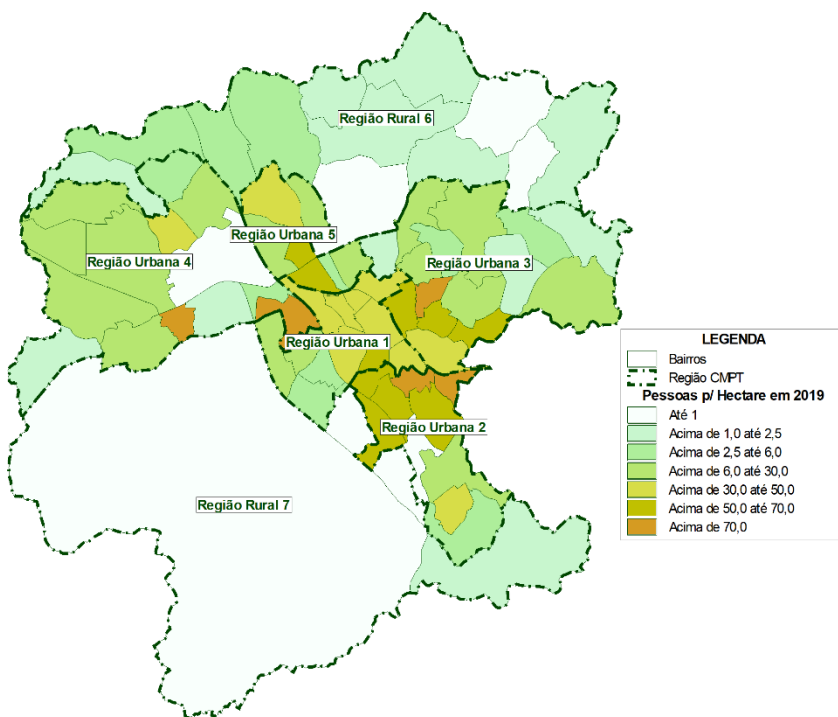 Região Rural 6
Região Urbana 5
Região Urbana 4
Região Urbana 3
Região Urbana 1
Região Urbana 2
Região Rural 7
LEGENDA
Bairros
Região CMPT
Pessoas p/ Hectare em 2019
Até 1
Acima de 1,0 até 2,5
Acima de 2,5 até 6,0
Acima de 6,0 até 30,0
Acima de 30,0 até 50,0
Acima de 50,0 até 70,0
Acima de 70,0